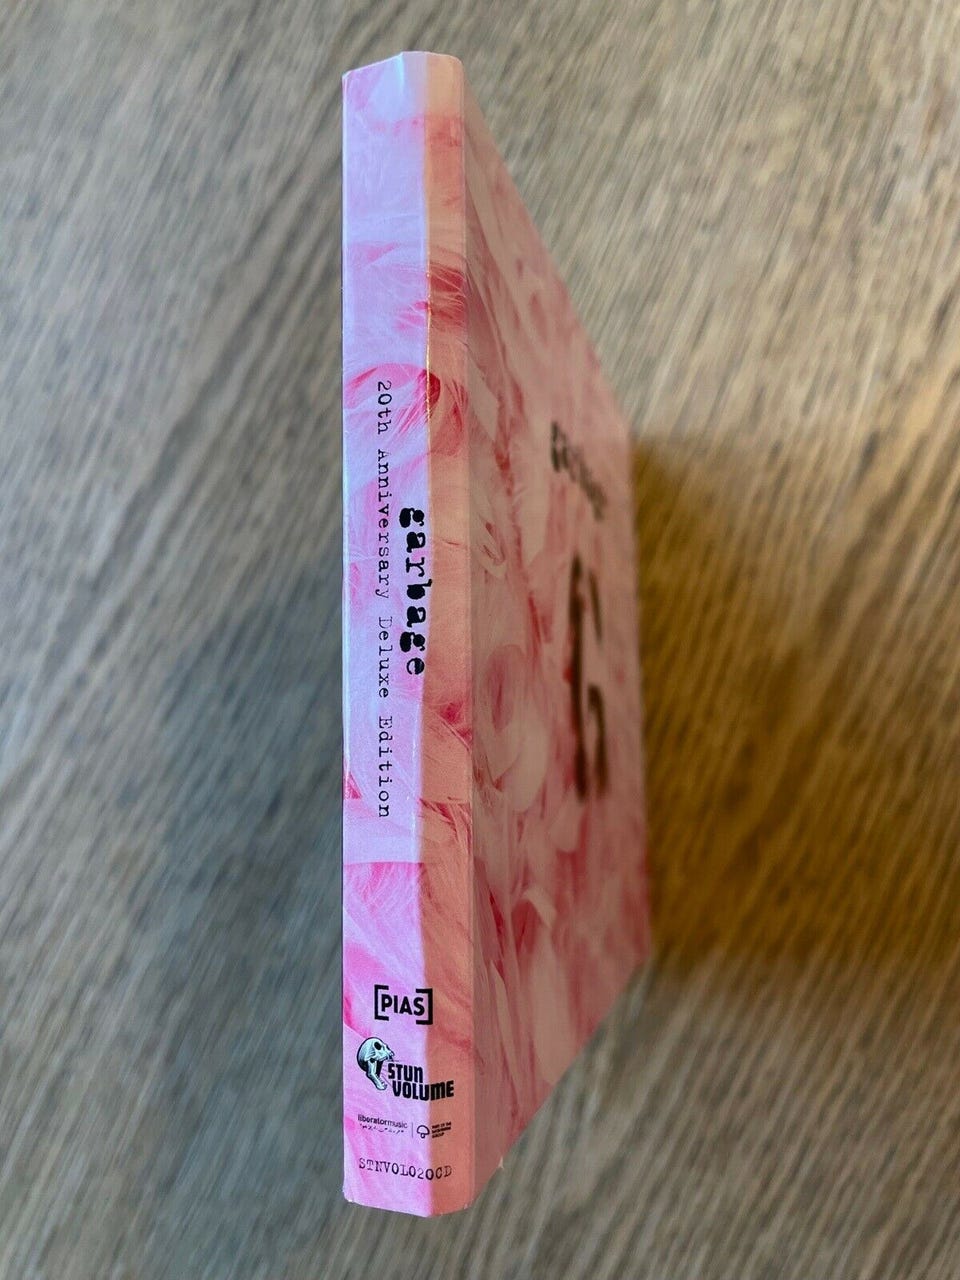 garbage
20th Anniversary Deluxe Edition
[PIAS]
STUN
VOLUME
liberatormusic
STNVOL020CD